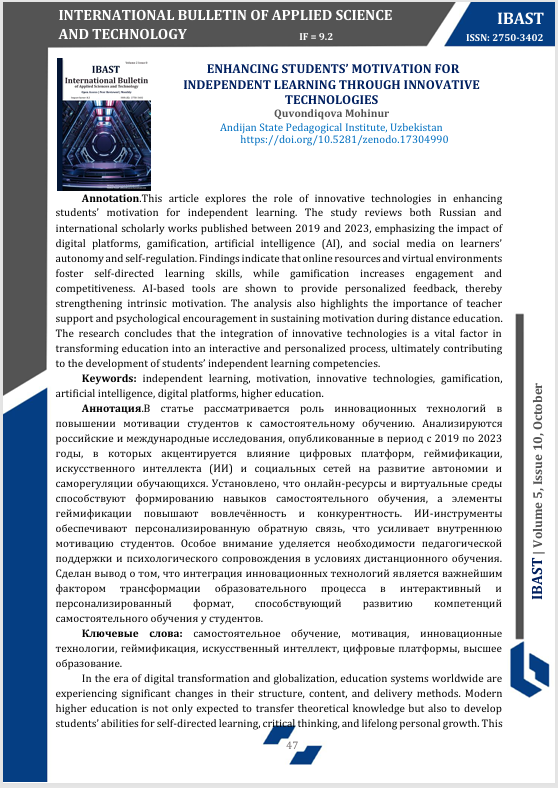 INTERNATIONAL BULLETIN OF APPLIED SCIENCE
AND TECHNOLOGY
IF = 9.2
IBAST
ISSN: 2750-3402
IBAST
International Bulletin
of Applied Sciences and Technology
ENHANCING STUDENTS’ MOTIVATION FOR
INDEPENDENT LEARNING THROUGH INNOVATIVE
TECHNOLOGIES
Quvondiqova Mohinur
Andijan State Pedagogical Institute, Uzbekistan
https://doi.org/10.5281/zenodo.17304990
Annotation.This article explores the role of innovative technologies in enhancing
students’ motivation for independent learning. The study reviews both Russian and
international scholarly works published between 2019 and 2023, emphasizing the impact of
digital platforms, gamification, artificial intelligence (AI), and social media on learners’
autonomy and self-regulation. Findings indicate that online resources and virtual environments
foster self-directed learning skills, while gamification increases engagement and
competitiveness. AI-based tools are shown to provide personalized feedback, thereby
strengthening intrinsic motivation. The analysis also highlights the importance of teacher
support and psychological encouragement in sustaining motivation during distance education.
The research concludes that the integration of innovative technologies is a vital factor in
transforming education into an interactive and personalized process, ultimately contributing
to the development of students’ independent learning competencies.
Keywords: independent learning, motivation, innovative technologies, gamification,
artificial intelligence, digital platforms, higher education.
Аннотация.В статье рассматривается роль инновационных технологий в
повышении мотивации студентов к самостоятельному обучению. Анализируются
российские и международные исследования, опубликованные в период с 2019 по 2023
годы, в которых акцентируется влияние цифровых платформ, геймификации,
искусственного интеллекта (ИИ) и социальных сетей на развитие автономии и
саморегуляции обучающихся. Установлено, что онлайн-ресурсы и виртуальные среды
способствуют формированию навыков самостоятельного обучения, а элементы
геймификации повышают вовлечённость и конкурентность. ИИ-инструменты
обеспечивают персонализированную обратную связь, что усиливает внутреннюю
мотивацию студентов. Особое внимание уделяется необходимости педагогической
поддержки и психологического сопровождения в условиях дистанционного обучения.
Сделан вывод о том, что интеграция инновационных технологий является важнейшим
фактором трансформации образовательного процесса в интерактивный и
персонализированный формат, способствующий развитию компетенций
самостоятельного обучения у студентов.
Ключевые слова: самостоятельное обучение, мотивация, инновационные
технологии, геймификация, искусственный интеллект, цифровые платформы, высшее
образование.
In the era of digital transformation and globalization, education systems worldwide are
experiencing significant changes in their structure, content, and delivery methods. Modern
higher education is not only expected to transfer theoretical knowledge but also to develop
students’ abilities for self-directed learning, critical thinking, and lifelong personal growth. This
IBAST | Volume 5, Issue 10, October
47